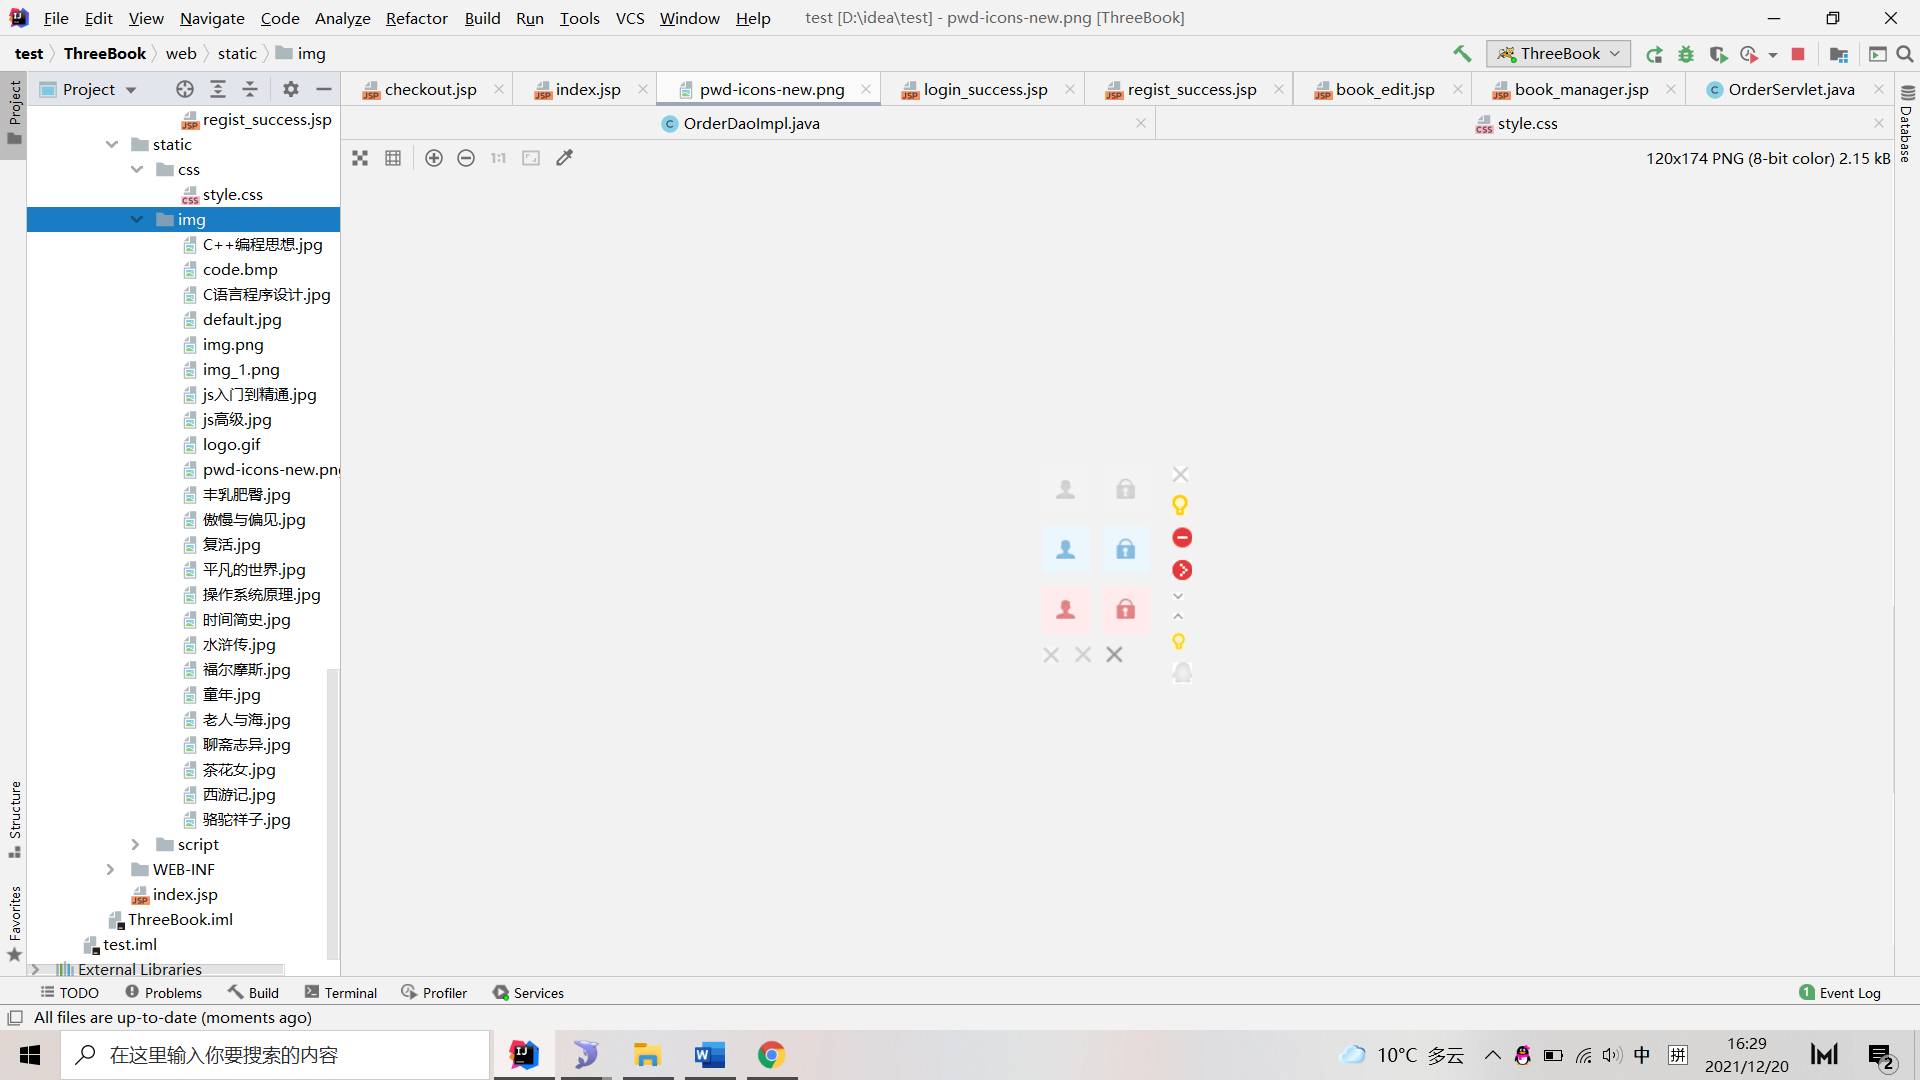 File Edit View Navigate Code Analyze Refactor Build Run Tools VCS Window Help test [D:\idea\test] - pwd-icons-new.png [ThreeBook]
test ThreeBook web static img ThreeBook
Project
Project
checkout.jsp index.jsp pwd-icons-new.png login_success.jsp regist_success.jsp book_edit.jsp book_manager.jsp OrderServlet.java
OrderDaoImpl.java style.css
1:1 120x174 PNG (8-bit color) 2.15 kB
Database
regist_success.jsp
static
css
style.css
img
C++编程思想.jpg
code.bmp
C语言程序设计.jpg
default.jpg
img.png
img_1.png
js入门到精通.jpg
js高级.jpg
logo.gif
pwd-icons-new.png
丰乳肥臀.jpg
傲慢与偏见.jpg
复活.jpg
平凡的世界.jpg
操作系统原理.jpg
时间简史.jpg
水浒传.jpg
福尔摩斯.jpg
童年.jpg
老人与海.jpg
聊斋志异.jpg
茶花女.jpg
西游记.jpg
骆驼祥子.jpg
script
WEB-INF
index.jsp
ThreeBook.iml
test.iml
External Libraries
Structure
Favorites
TODO Problems Build Terminal Profiler Services 1 Event Log
All files are up-to-date (moments ago)
在这里输入你要搜索的内容
10°C 多云 中 拼 16:29
2021/12/20
2